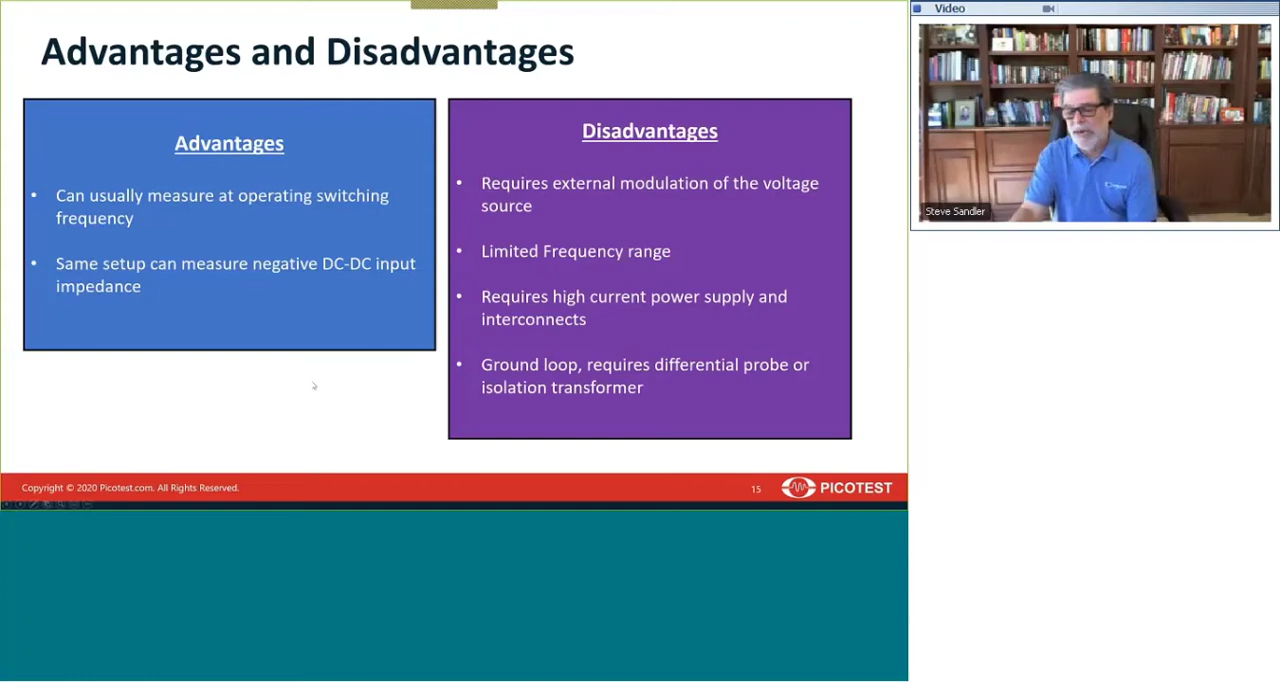 Advantages and Disadvantages
Advantages
• Can usually measure at operating switching
frequency
• Same setup can measure negative DC-DC input
impedance
Disadvantages
• Requires external modulation of the voltage
source
• Limited Frequency range
• Requires high current power supply and
interconnects
• Ground loop, requires differential probe or
isolation transformer
Copyright © 2020 Picotest.com. All Rights Reserved.
15
PICOTEST
Video
Steve Sandler